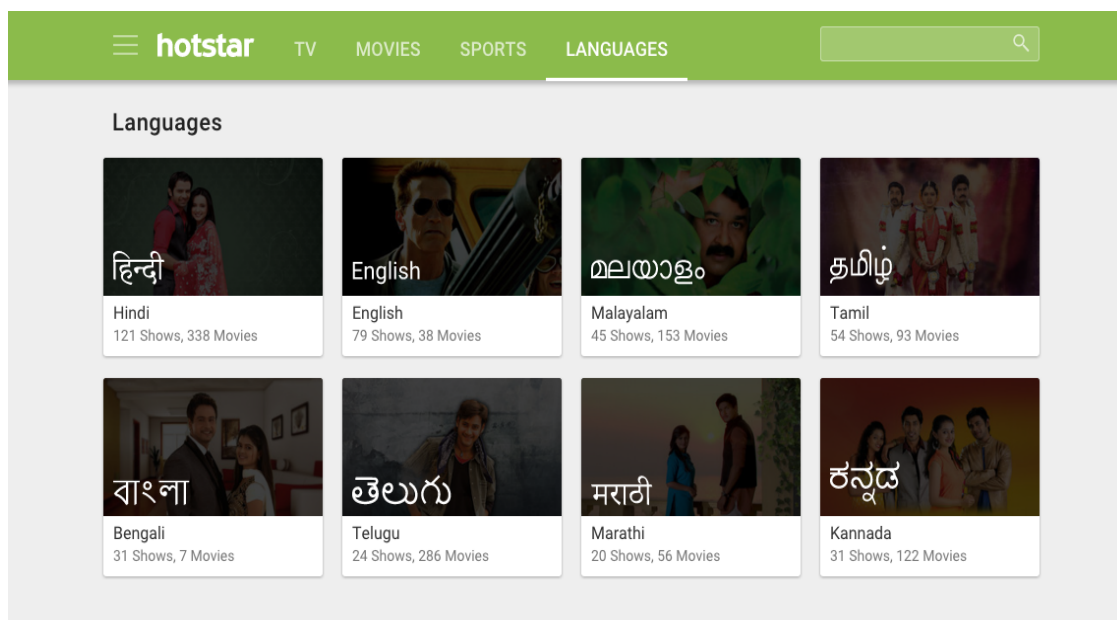 hotstar TV MOVIES SPORTS LANGUAGES
Languages
हिन्दी
Hindi
121 Shows, 338 Movies
English
English
79 Shows, 38 Movies
മലയാളം
Malayalam
45 Shows, 153 Movies
தமிழ்
Tamil
54 Shows, 93 Movies
বাংলা
Bengali
31 Shows, 7 Movies
తెలుగు
Telugu
24 Shows, 286 Movies
मराठी
Marathi
20 Shows, 56 Movies
ಕನ್ನಡ
Kannada
31 Shows, 122 Movies